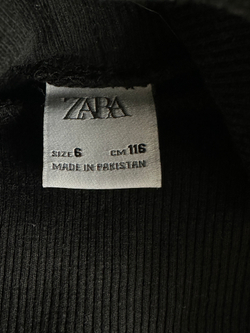 ZARA
SIZE 6 CM 116
MADE IN PAKISTAN